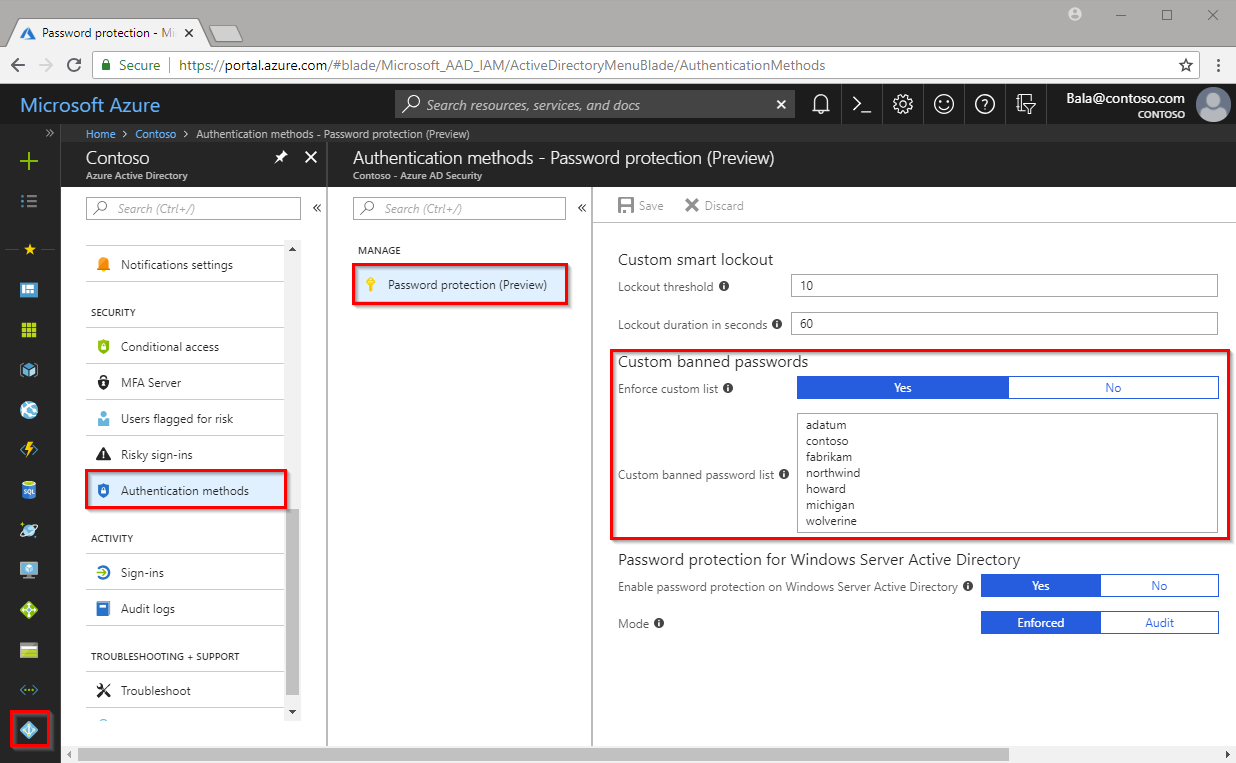 Password protection - Mi
Secure
https://portal.azure.com/#blade/Microsoft_AAD_IAM/ActiveDirectoryMenuBlade/AuthenticationMethods
Microsoft Azure
Search resources, services, and docs
Bala@contoso.com
CONTOSO
Home > Contoso > Authentication methods - Password protection (Preview)
Contoso
Azure Active Directory
Search (Ctrl+/)
Notifications settings
SECURITY
Conditional access
MFA Server
Users flagged for risk
Risky sign-ins
Authentication methods
ACTIVITY
Sign-ins
Audit logs
TROUBLESHOOTING + SUPPORT
Troubleshoot
Authentication methods - Password protection (Preview)
Contoso - Azure AD Security
Search (Ctrl+/)
MANAGE
Password protection (Preview)
Save Discard
Custom smart lockout
Lockout threshold 10
Lockout duration in seconds 60
Custom banned passwords
Enforce custom list Yes No
Custom banned password list
adatum
contoso
fabrikam
northwind
howard
michigan
wolverine
Password protection for Windows Server Active Directory
Enable password protection on Windows Server Active Directory Yes No
Mode Enforced Audit
SQL